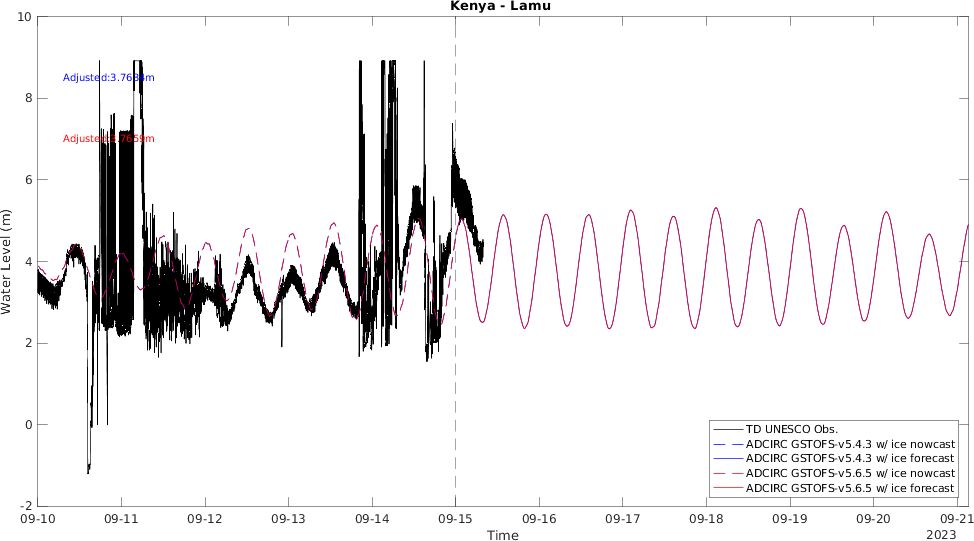 Kenya - Lamu
10
8
6
4
2
0
-2
Water Level (m)
Adjusted:
Adjusted:
09-10 09-11 09-12 09-13 09-14 09-15 09-16 09-17 09-18 09-19 09-20 09-21
2023
Time
TD UNESCO Obs.
ADCIRC GSTOFS-v5.4.3 w/ ice nowcast
ADCIRC GSTOFS-v5.4.3 w/ ice forecast
ADCIRC GSTOFS-v5.6.5 w/ ice nowcast
ADCIRC GSTOFS-v5.6.5 w/ ice forecast